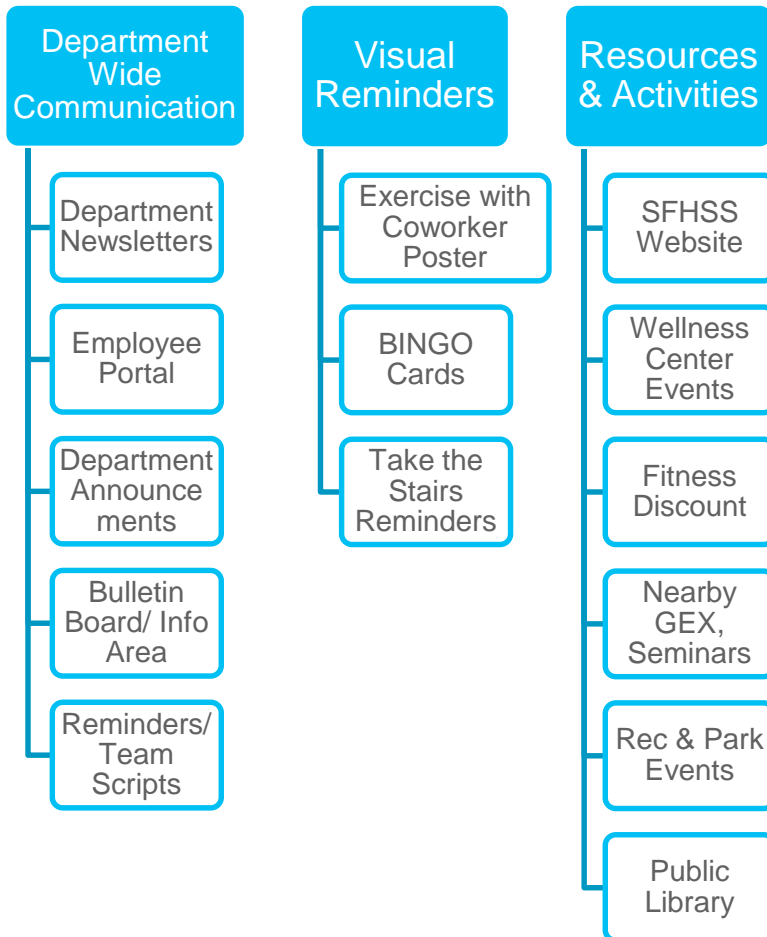 Department
Wide
Communication
Department
Newsletters
Employee
Portal
Department
Announce
ments
Bulletin
Board/ Info
Area
Reminders/
Team
Scripts
Visual
Reminders
Exercise with
Coworker
Poster
BINGO
Cards
Take the
Stairs
Reminders
Resources
& Activities
SFHSS
Website
Wellness
Center
Events
Fitness
Discount
Nearby
GEX,
Seminars
Rec & Park
Events
Public
Library